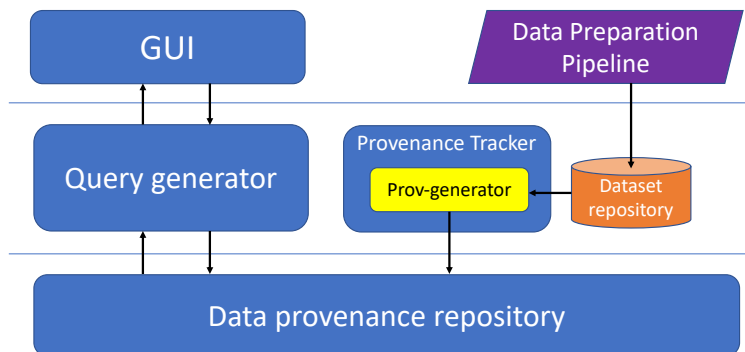 GUI
Data Preparation
Pipeline
Query generator
Provenance Tracker
Prov-generator
Dataset
repository
Data provenance repository